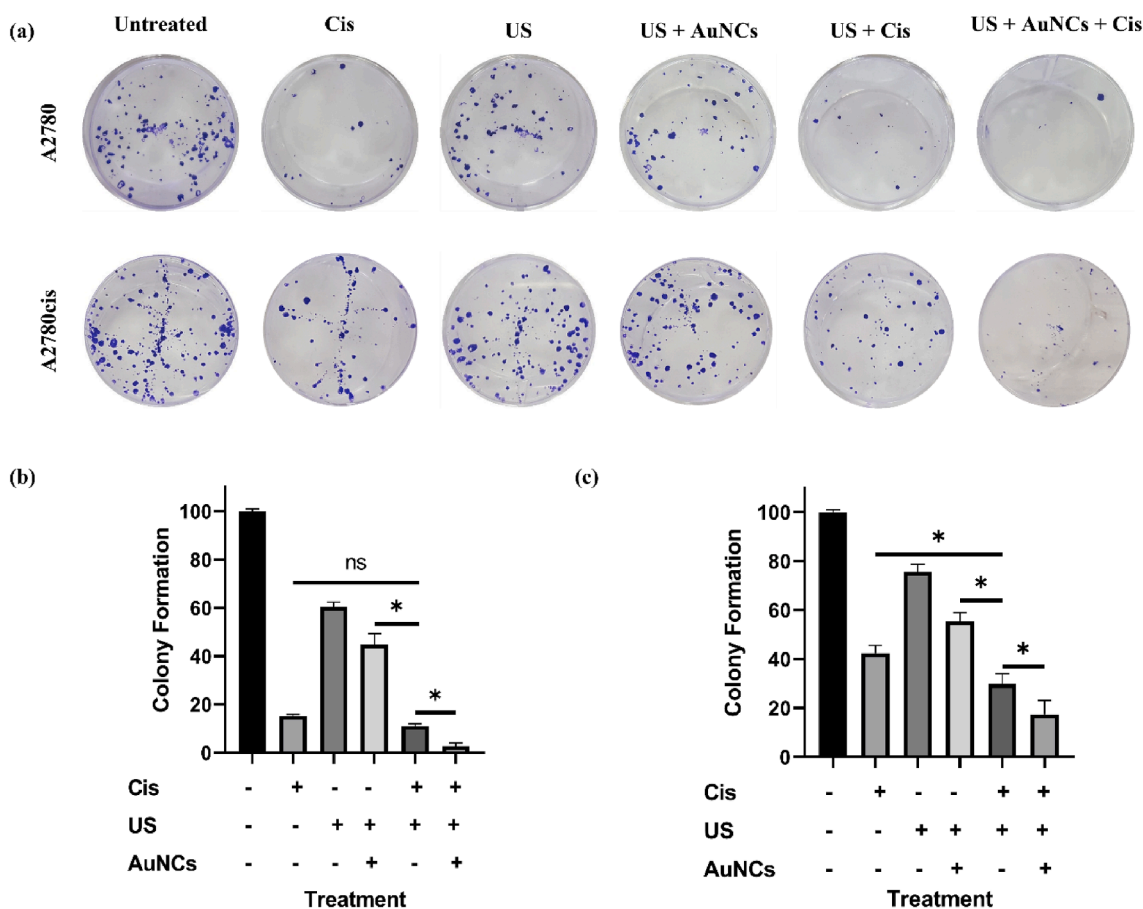 (a)
Untreated Cis US US + AuNCs US + Cis US + AuNCs + Cis
A2780
A2780cis
(b)
Colony Formation
100
80
60
40
20
0
ns
*
*
Cis - + - - + +
US - - + + + +
AuNCs - - - + - +
Treatment
(c)
Colony Formation
100
80
60
40
20
0
*
*
*
Cis - + - - + +
US - - + + + +
AuNCs - - - + - +
Treatment